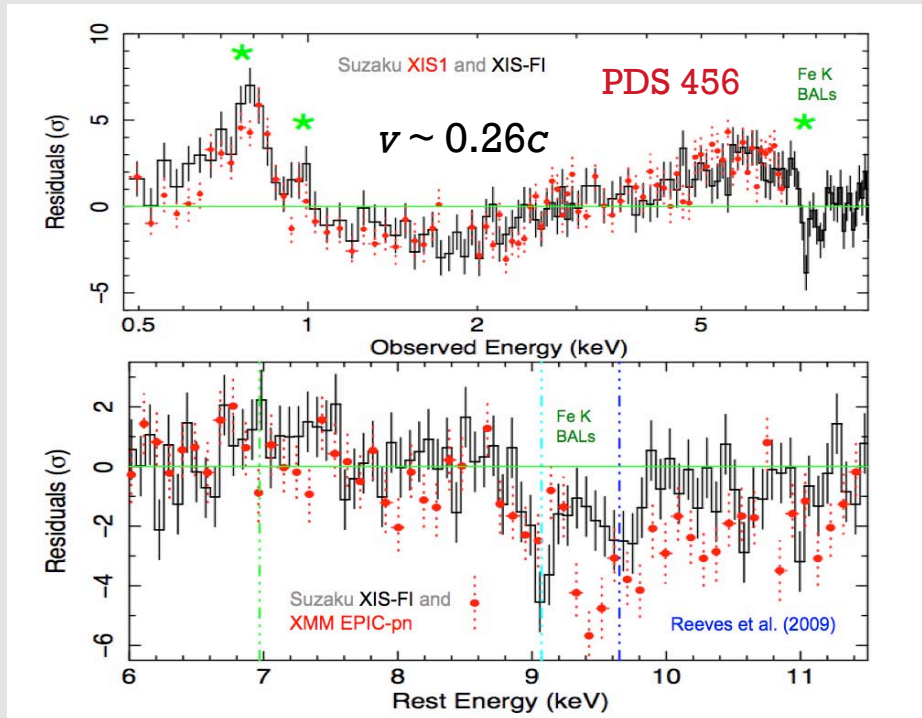 10
5
0
−5
Residuals (σ)
Suzaku XIS1 and XIS-FI
PDS 456
Fe K
BALs
v ~ 0.26c
0.5 1 2 5
Observed Energy (keV)
2
0
−2
−4
−6
Residuals (σ)
Fe K
BALs
Suzaku XIS-FI and
XMM EPIC-pn
Reeves et al. (2009)
6 7 8 9 10 11
Rest Energy (keV)